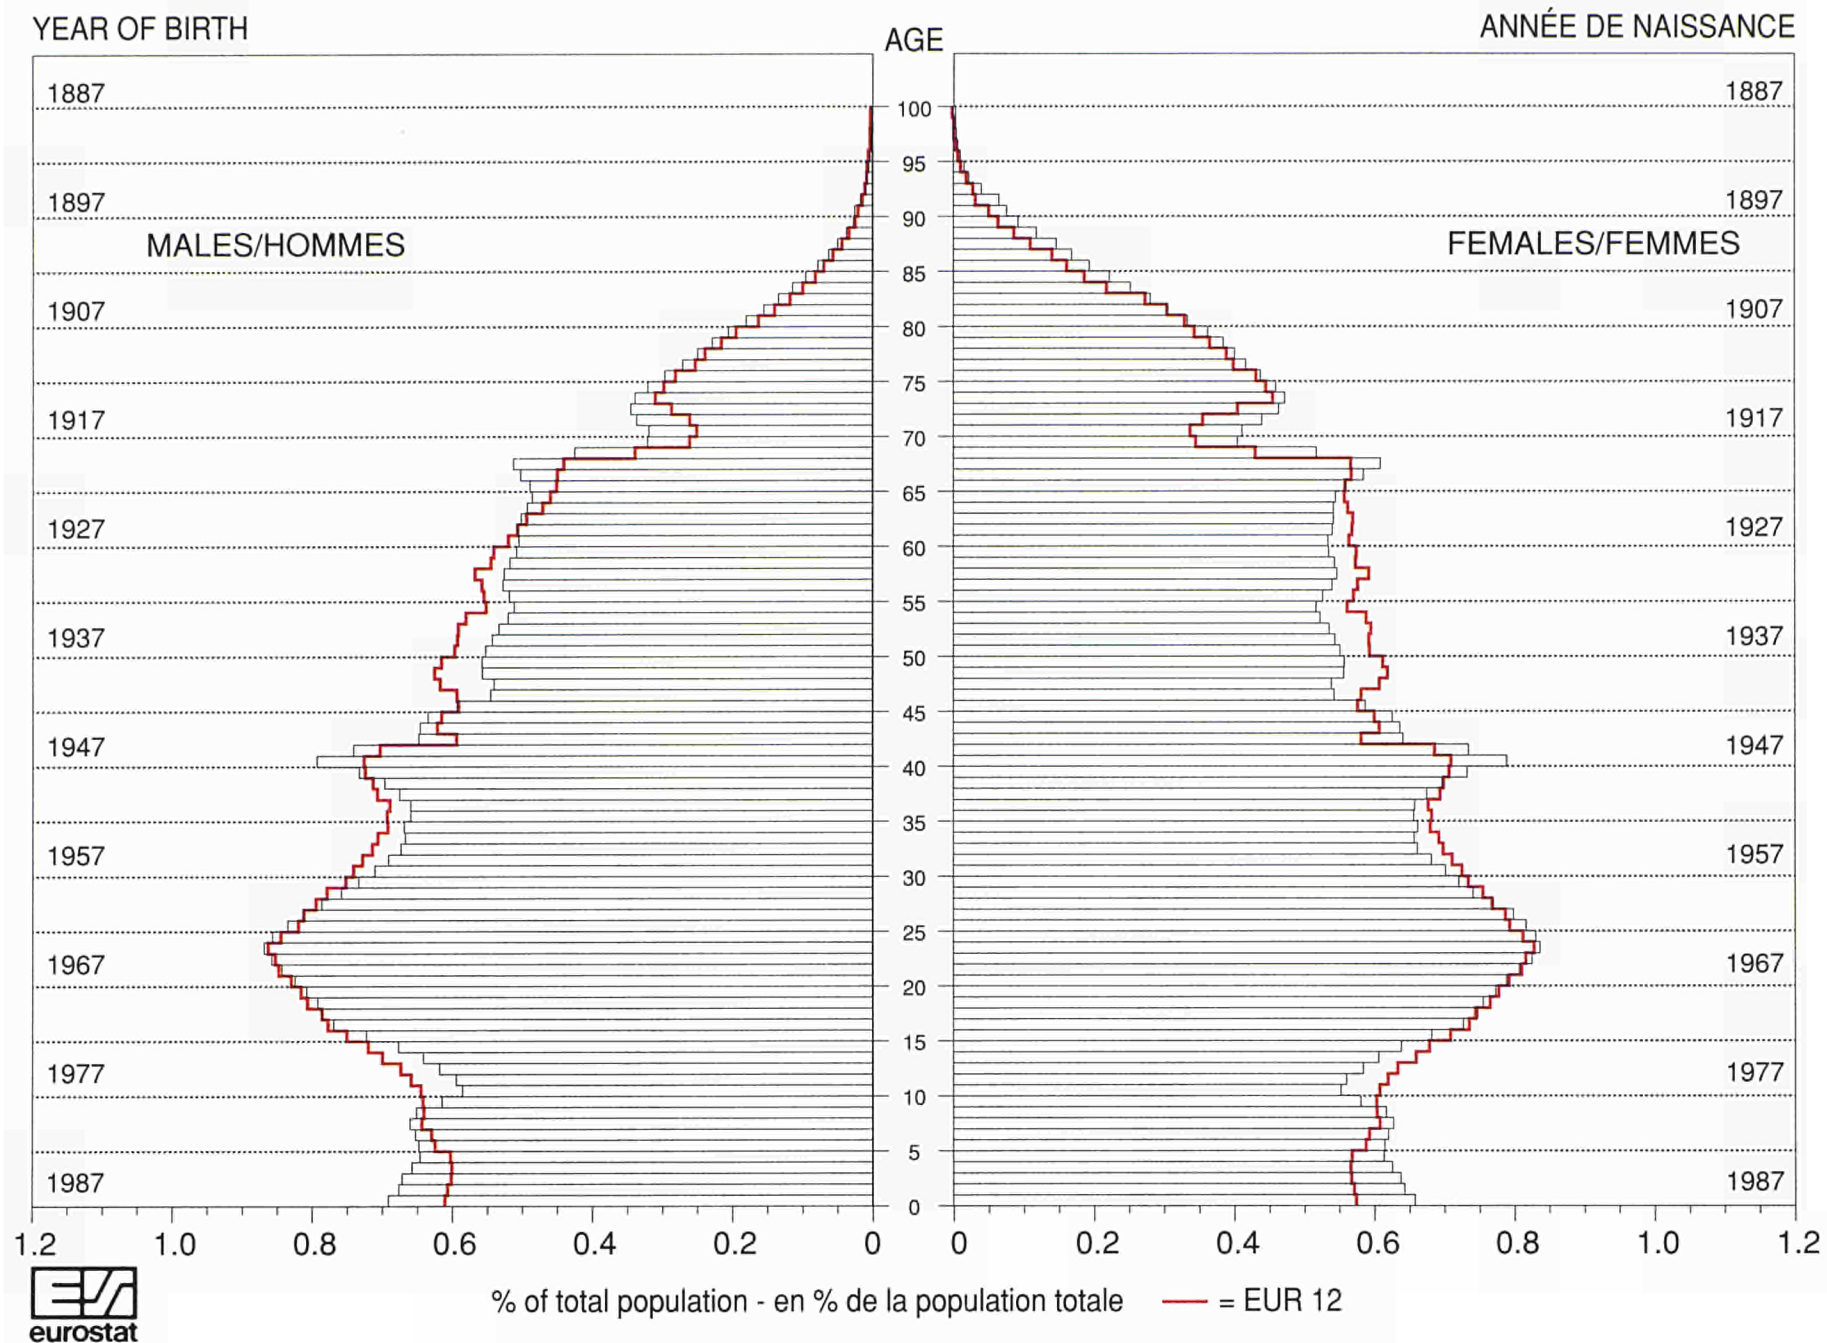 YEAR OF BIRTH AGE ANNÉE DE NAISSANCE
1887 100 1887
95
1897 90 1897
MALES/HOMMES FEMALES/FEMMES
85
1907 80 1907
75
1917 70 1917
65
1927 60 1927
55
1937 50 1937
45
1947 40 1947
35
1957 30 1957
25
1967 20 1967
15
1977 10 1977
5
1987 0 1987
1.2 1.0 0.8 0.6 0.4 0.2 0 0 0.2 0.4 0.6 0.8 1.0 1.2
% of total population - en % de la population totale = EUR 12
eurostat